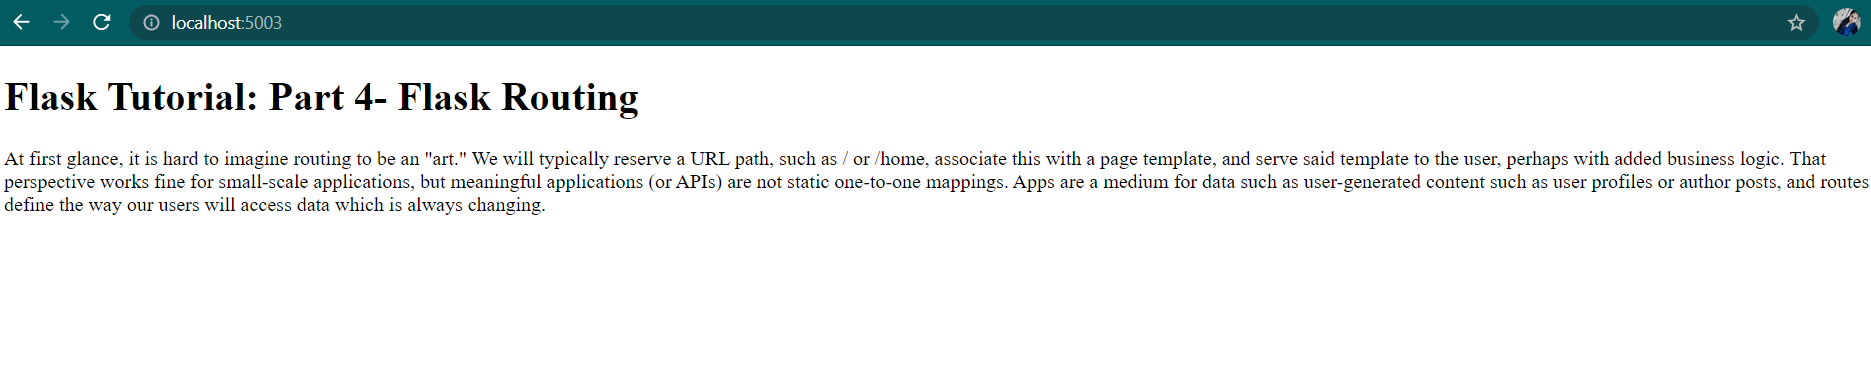 localhost:5003
Flask Tutorial: Part 4- Flask Routing
At first glance, it is hard to imagine routing to be an "art." We will typically reserve a URL path, such as / or /home, associate this with a page template, and serve said template to the user, perhaps with added business logic. That
perspective works fine for small-scale applications, but meaningful applications (or APIs) are not static one-to-one mappings. Apps are a medium for data such as user-generated content such as user profiles or author posts, and routes
define the way our users will access data which is always changing.